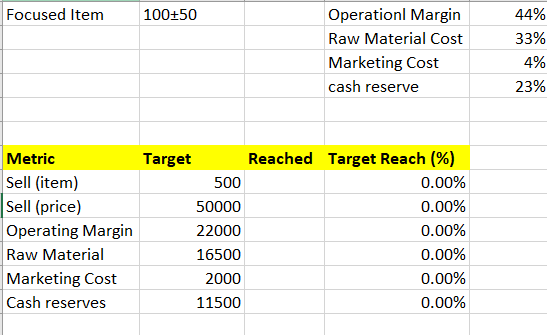 Focused Item 100±50 Operationl Margin 44%
Raw Material Cost 33%
Marketing Cost 4%
cash reserve 23%
Metric Target Reached Target Reach (%)
Sell (item) 500 0.00%
Sell (price) 50000 0.00%
Operating Margin 22000 0.00%
Raw Material 16500 0.00%
Marketing Cost 2000 0.00%
Cash reserves 11500 0.00%